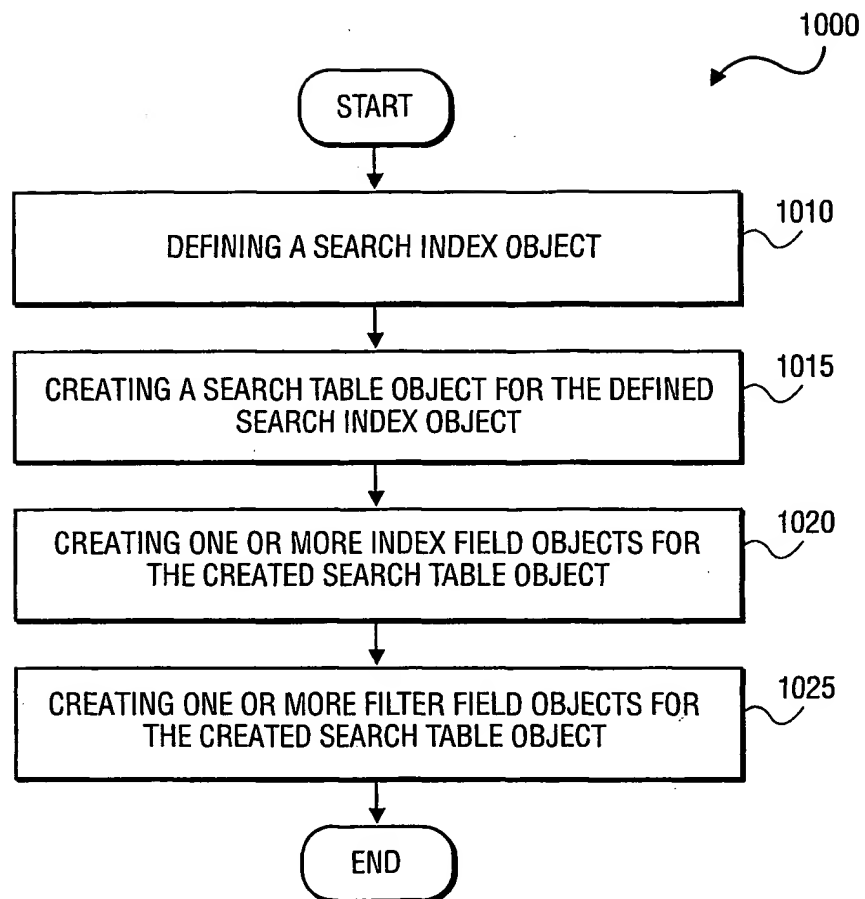 1000
START
DEFINING A SEARCH INDEX OBJECT
1010
CREATING A SEARCH TABLE OBJECT FOR THE DEFINED
SEARCH INDEX OBJECT
1015
CREATING ONE OR MORE INDEX FIELD OBJECTS FOR
THE CREATED SEARCH TABLE OBJECT
1020
CREATING ONE OR MORE FILTER FIELD OBJECTS FOR
THE CREATED SEARCH TABLE OBJECT
1025
END